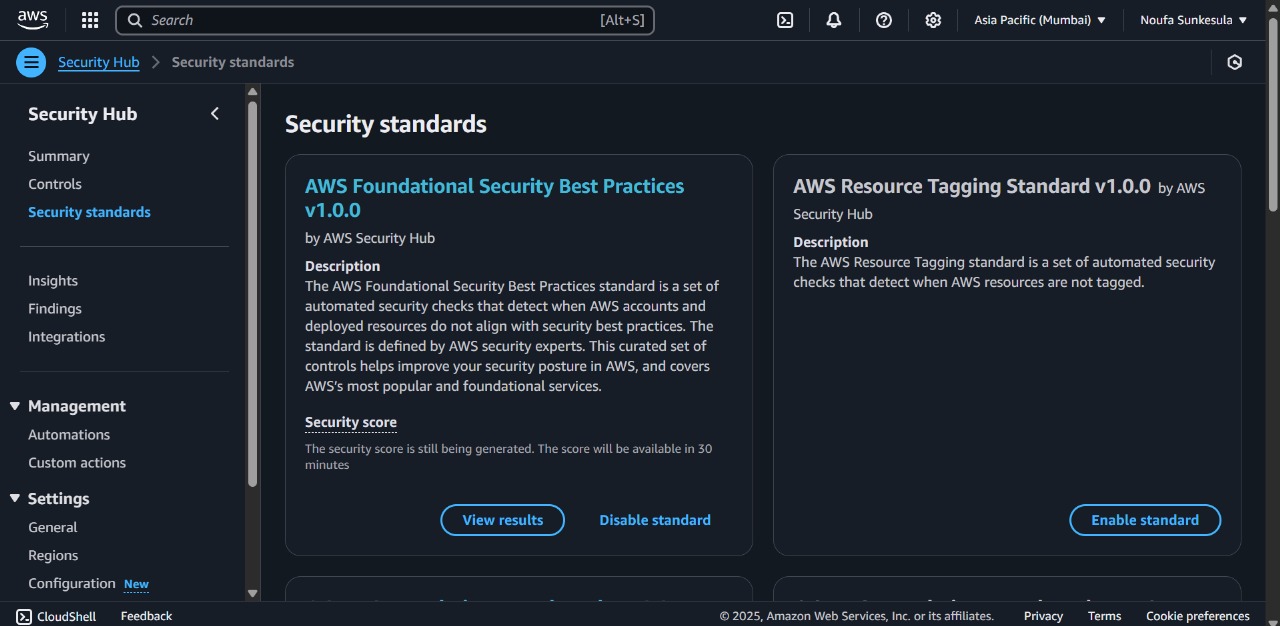 aws
Search [Alt+S]
Asia Pacific (Mumbai) ▼
Noufa Sunkesula ▼
Security Hub > Security standards
Security Hub
Summary
Controls
Security standards
Insights
Findings
Integrations
▼ Management
Automations
Custom actions
▼ Settings
General
Regions
Configuration New
Security standards
AWS Foundational Security Best Practices
v1.0.0
by AWS Security Hub
Description
The AWS Foundational Security Best Practices standard is a set of
automated security checks that detect when AWS accounts and
deployed resources do not align with security best practices. The
standard is defined by AWS security experts. This curated set of
controls helps improve your security posture in AWS, and covers
AWS's most popular and foundational services.
Security score
The security score is still being generated. The score will be available in 30
minutes
View results
Disable standard
AWS Resource Tagging Standard v1.0.0 by AWS
Security Hub
Description
The AWS Resource Tagging standard is a set of automated security
checks that detect when AWS resources are not tagged.
Enable standard
CloudShell
Feedback
© 2025, Amazon Web Services, Inc. or its affiliates.
Privacy
Terms
Cookie preferences